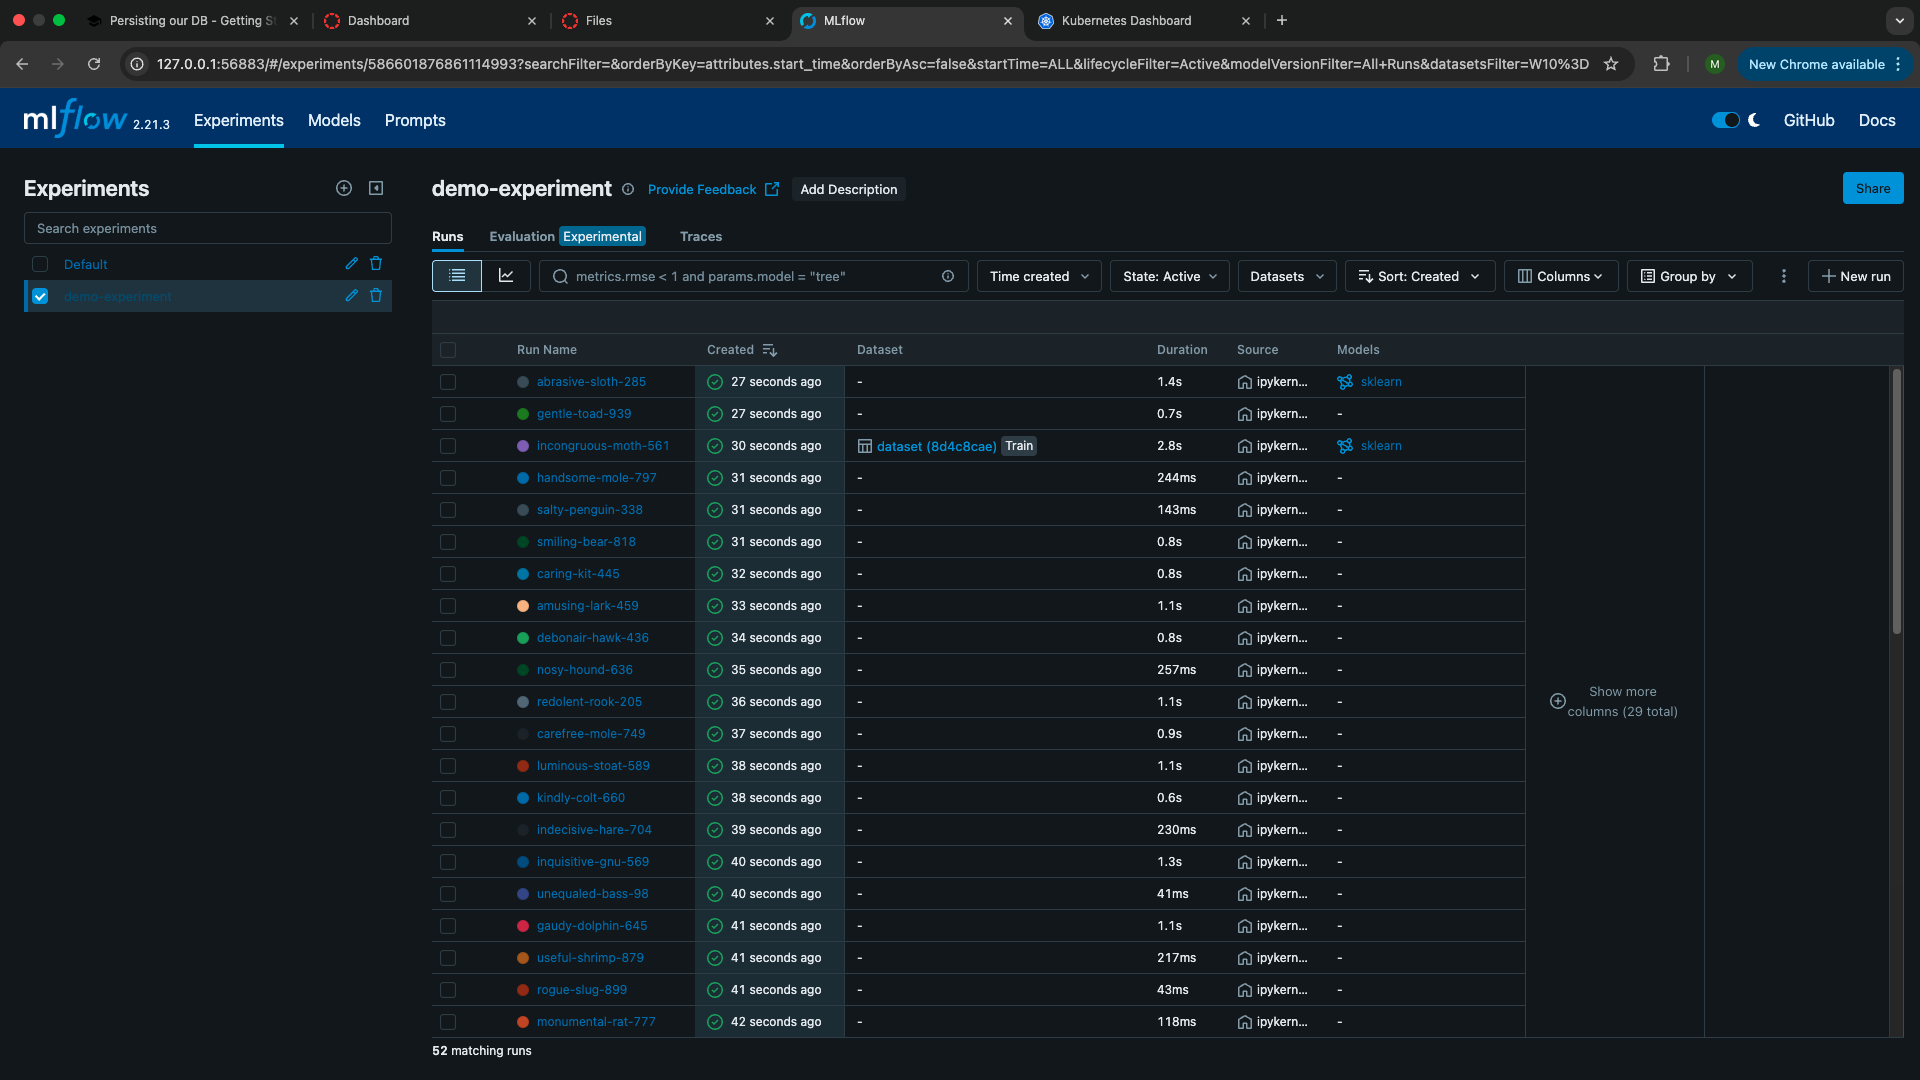 Persisting our DB - Getting S
Dashboard
Files
MLflow
Kubernetes Dashboard
127.0.0.1:56883/#/experiments/586601876861114993?searchFilter=&orderByKey=attributes.start_time&orderByAsc=false&startTime=ALL&lifecycleFilter=Active&modelVersionFilter=All+Runs&datasetsFilter=W10%3D
M
New Chrome available
mlflow 2.21.3
Experiments
Models
Prompts
GitHub
Docs
Experiments
Search experiments
Default
demo-experiment
demo-experiment
Provide Feedback
Add Description
Share
Runs
Evaluation Experimental
Traces
metrics.rmse < 1 and params.model = "tree"
Time created
State: Active
Datasets
Sort: Created
Columns
Group by
New run
Run Name Created Dataset Duration Source Models
abrasive-sloth-285 27 seconds ago - 1.4s ipykern... sklearn
gentle-toad-939 27 seconds ago - 0.7s ipykern... -
incongruous-moth-561 30 seconds ago dataset (8d4c8cae) Train 2.8s ipykern... sklearn
handsome-mole-797 31 seconds ago - 244ms ipykern... -
salty-penguin-338 31 seconds ago - 143ms ipykern... -
smiling-bear-818 31 seconds ago - 0.8s ipykern... -
caring-kit-445 32 seconds ago - 0.8s ipykern... -
amusing-lark-459 33 seconds ago - 1.1s ipykern... -
debonair-hawk-436 34 seconds ago - 0.8s ipykern... -
nosy-hound-636 35 seconds ago - 257ms ipykern... -
redolent-rook-205 36 seconds ago - 1.1s ipykern... -
carefree-mole-749 37 seconds ago - 0.9s ipykern... -
luminous-stoat-589 38 seconds ago - 1.1s ipykern... -
kindly-colt-660 38 seconds ago - 0.6s ipykern... -
indecisive-hare-704 39 seconds ago - 230ms ipykern... -
inquisitive-gnu-569 40 seconds ago - 1.3s ipykern... -
unequaled-bass-98 40 seconds ago - 41ms ipykern... -
gaudy-dolphin-645 41 seconds ago - 1.1s ipykern... -
useful-shrimp-879 41 seconds ago - 217ms ipykern... -
rogue-slug-899 41 seconds ago - 43ms ipykern... -
monumental-rat-777 42 seconds ago - 118ms ipykern... -
Show more
columns (29 total)
52 matching runs